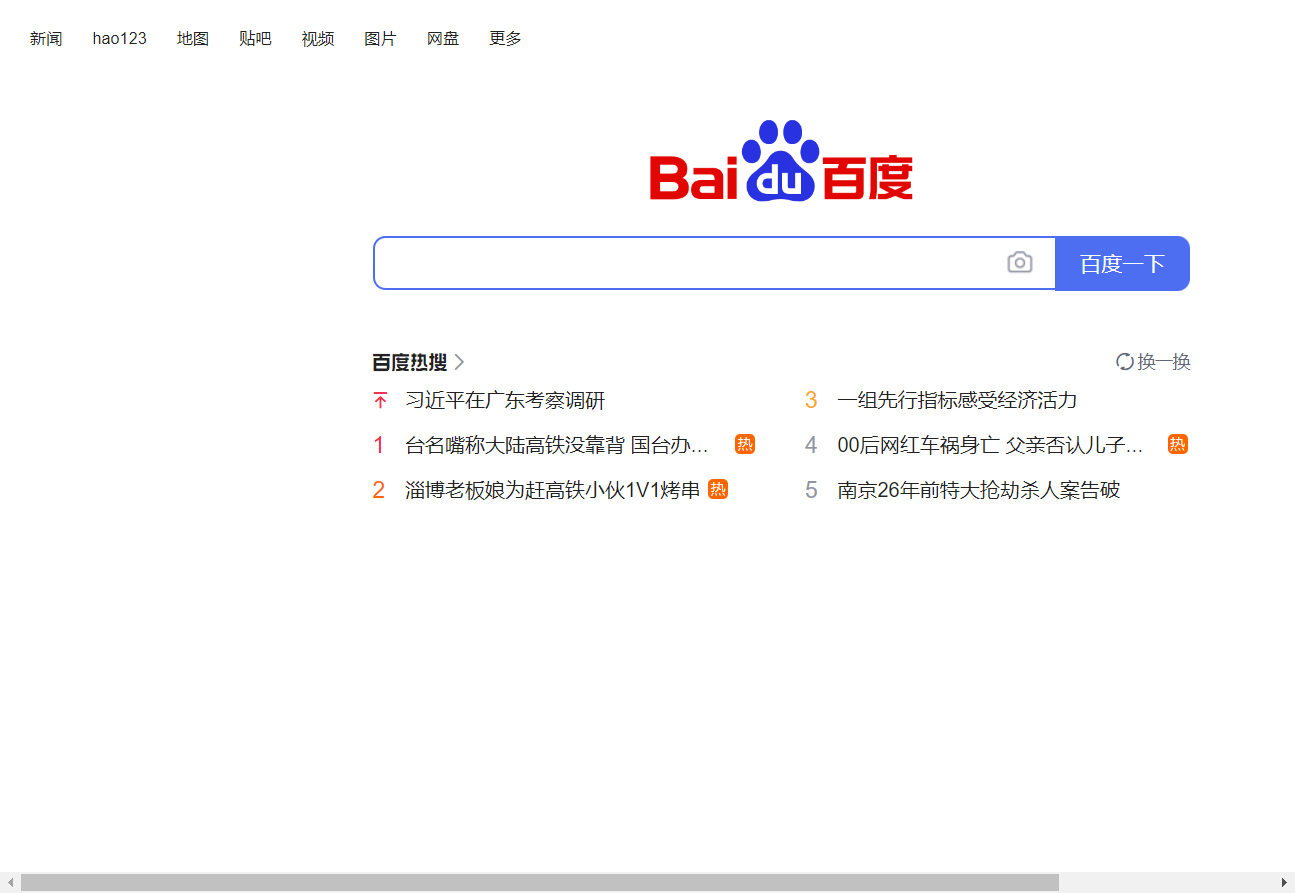 新闻 hao123 地图 贴吧 视频 图片 网盘 更多
Bai du 百度
百度一下
百度热搜 换一换
习近平在广东考察调研
3 一组先行指标感受经济活力
1 台名嘴称大陆高铁没靠背 国台办... 热
4 00后网红车祸身亡 父亲否认儿子... 热
2 淄博老板娘为赶高铁小伙1V1烤串 热
5 南京26年前特大抢劫杀人案告破